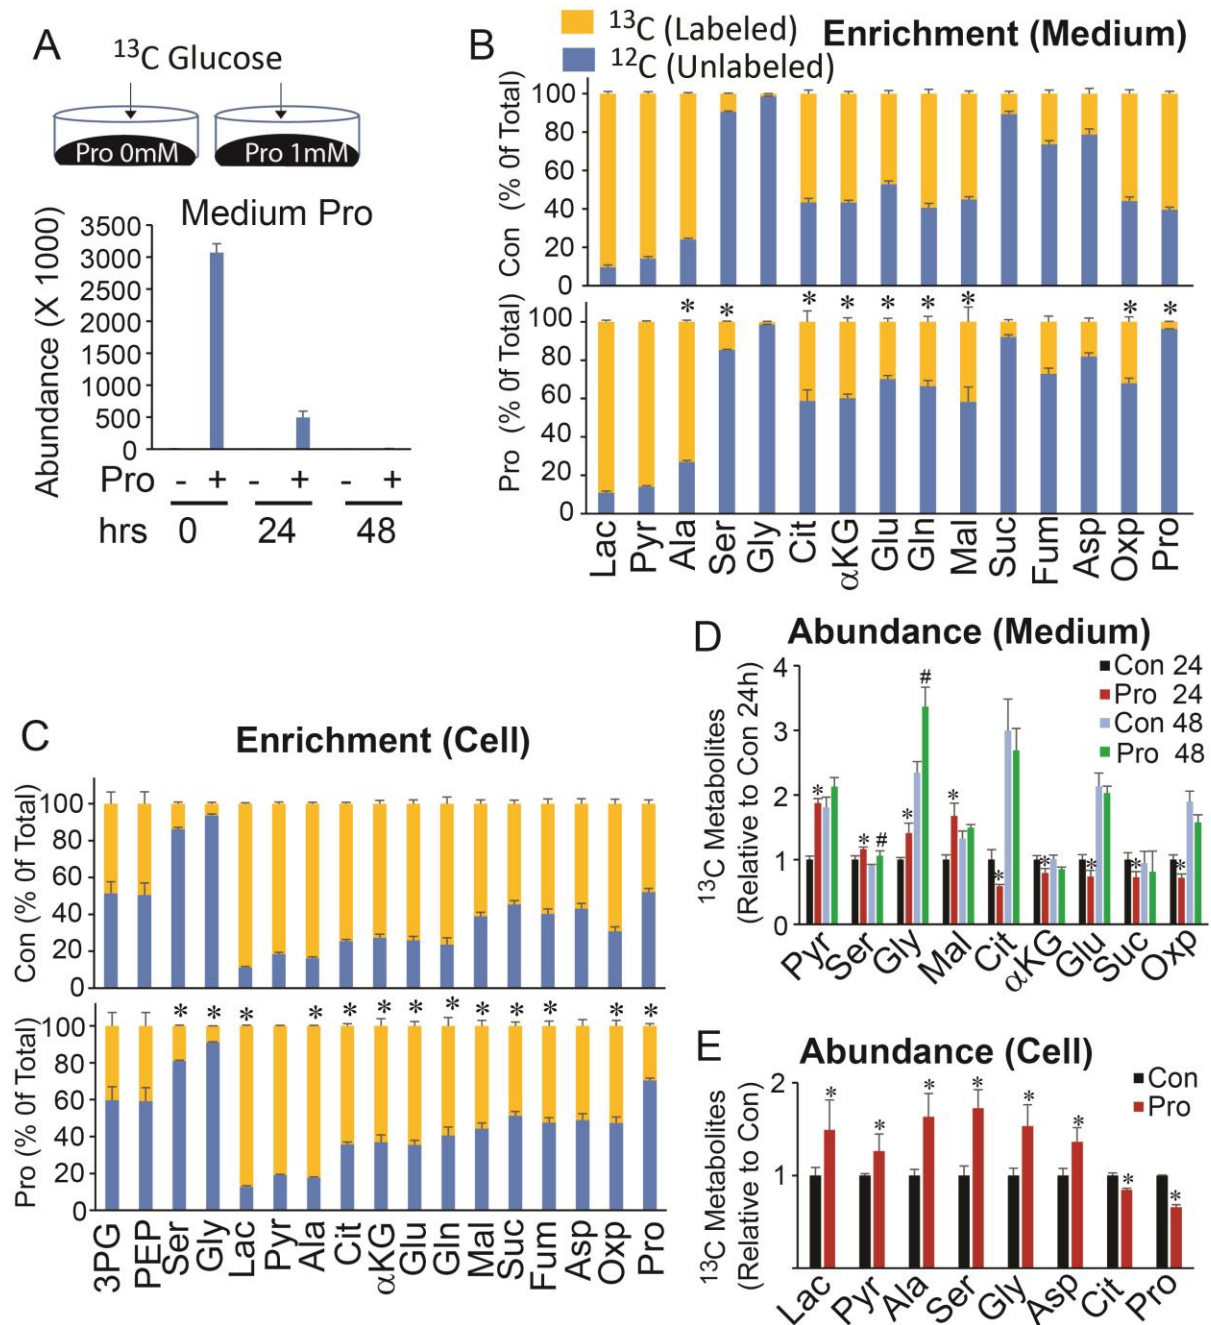 A
¹³C Glucose
Pro 0mM
Pro 1mM
Medium Pro
Abundance (X 1000)
3500
3000
2500
2000
1500
1000
500
0
Pro - + - + - +
hrs 0 24 48
B
¹³C (Labeled)
¹²C (Unlabeled)
Enrichment (Medium)
Con (% 0f Total)
100
80
60
40
20
0
Pro (% 0f Total)
* * * * * * * * *
100
80
60
40
20
0
Lac Pyr Ala Ser Gly Cit αKG Glu Gln Mal Suc Fum Asp Oxp Pro
C
Enrichment (Cell)
Con (% 0f Total)
100
80
60
40
20
0
Pro (% 0f Total)
* * * * * * * * * * * * *
100
80
60
40
20
0
3PG PEP Ser Gly Lac Pyr Ala Cit αKG Glu Gln Mal Suc Fum Asp Oxp Pro
D
Abundance (Medium)
¹³C Metabolites
(Relative to Con 24h)
4
3
2
1
0
Con 24
Pro 24
Con 48
Pro 48
* * # * # * * * * * *
Pyr Ser Gly Mal Cit αKG Glu Suc Oxp
E
Abundance (Cell)
¹³C Metabolites
(Relative to Con)
2
1
Con
Pro
* * * * * * * *
Lac Pyr Ala Ser Gly Asp Cit Pro